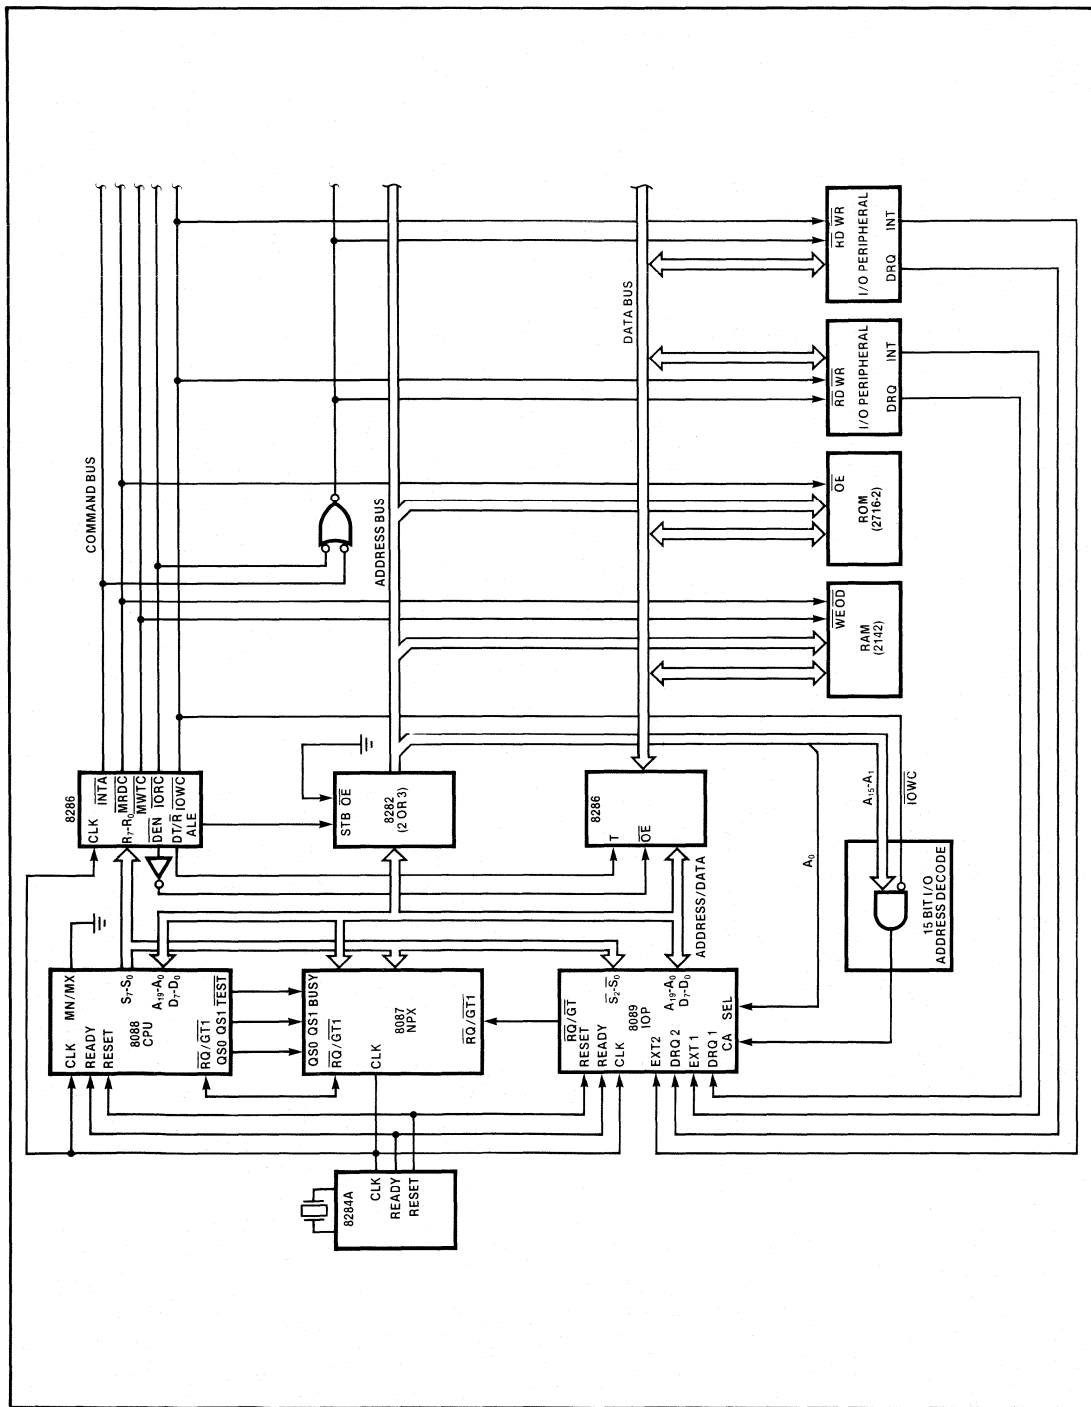 COMMAND BUS
8286
CLK
INTA
R7-R0
MRDC
MWTC
DEN
IORC
DT/R
IOWC
ALE
MN/MX
CLK
READY
RESET
8088
CPU
S7-S0
A19-A0
D7-D0
RQ/GT1
QS0 QS1 TEST
ADDRESS BUS
STB OE
8282
(2 OR 3)
QS0 QS1 BUSY
RQ/GT1
8087
NPX
CLK
RQ/GT1
8284A
CLK
READY
RESET
DATA BUS
8286
T
OE
ADDRESS/DATA
RQ/GT
RESET
READY
CLK
8089
IOP
S2-S0
A19-A0
D7-D0
EXT2
DRQ 2
EXT 1
DRQ 1
CA
SEL
A0
A15-A1
IOWC
15 BIT I/O
ADDRESS DECODE
WE OD
RAM
(2142)
OE
ROM
(2716-2)
RD WR
I/O PERIPHERAL
DRQ
INT
RD WR
I/O PERIPHERAL
DRQ
INT